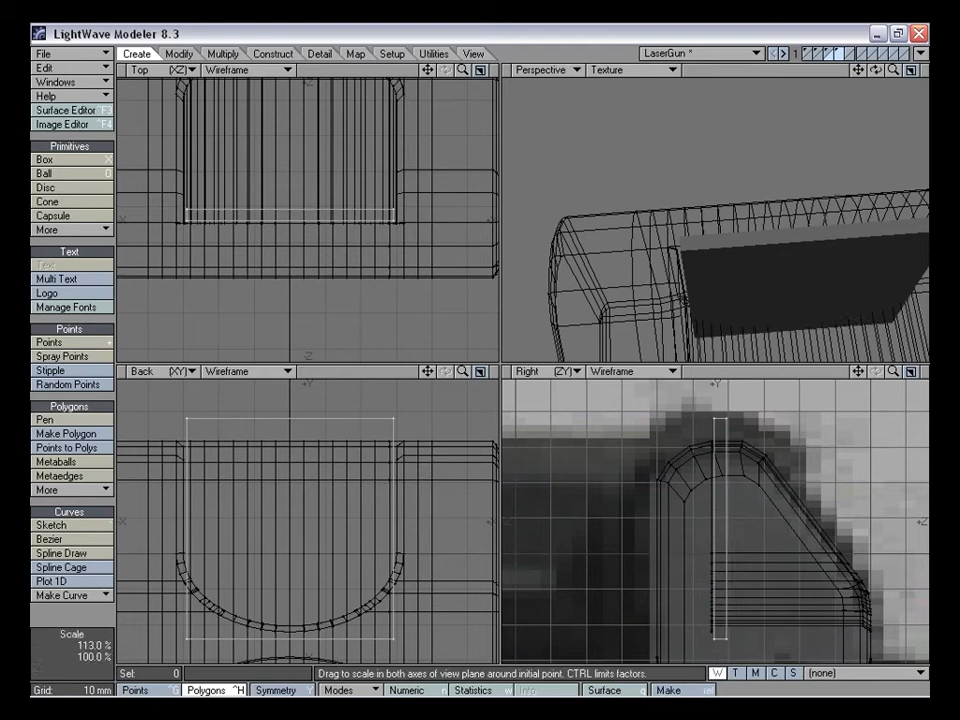 LightWave Modeler 8.3
File
Create Modify Multiply Construct Detail Map Setup Utilities View LaserGun * 1
Edit
Top (XZ) Wireframe Perspective Texture
Windows
Help
Surface Editor F3
Image Editor ^F4
Primitives
Box X
Ball O
Disc
Cone
Capsule
More
Text
Text
Multi Text
Logo
Manage Fonts
Points
Points +
Spray Points
Stipple
Back (XY) Wireframe Right (ZY) Wireframe
Random Points
Polygons
Pen
Make Polygon
Points to Polys
Metaballs
Metaedges
More
Curves
Sketch
Bezier
Spline Draw
Spline Cage
Plot 1D
Make Curve
Scale
113.0 %
100.0 %
Sel: 0 Drag to scale in both axes of view plane around initial point. CTRL limits factors. W T M C S (none)
Grid: 10 mm Points ^G Polygons ^H Symmetry Y Modes Numeric n Statistics w Info i Surface q Make